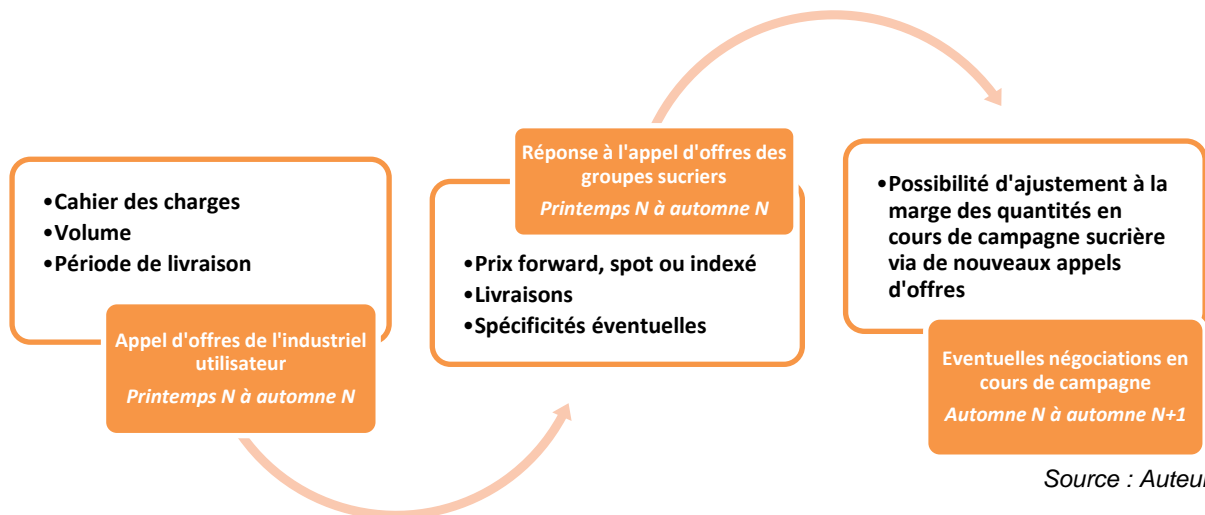 •Cahier des charges
•Volume
•Période de livraison
Appel d'offres de l'industriel
utilisateur
Printemps N à automne N
Réponse à l'appel d'offres des
groupes sucriers
Printemps N à automne N
•Prix forward, spot ou indexé
•Livraisons
•Spécificités éventuelles
•Possibilité d'ajustement à la
marge des quantités en
cours de campagne sucrière
via de nouveaux appels
d'offres
Eventuelles négociations en
cours de campagne
Automne N à automne N+1
Source : Auteur